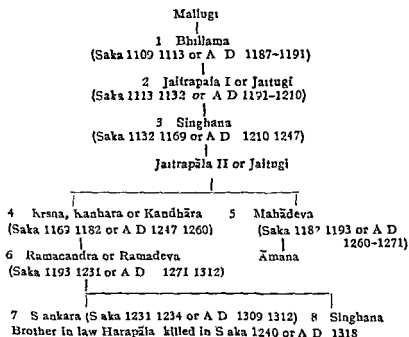 Mallugi
1 Bhillama
(Saka 1109 1113 or A D 1187-1191)
2 Jaitrapala I or Jaitugi
(Saka 1113 1132 or A D 1191-1210)
3 Singhana
(Saka 1132 1169 or A D 1210 1247)
Jaitrapāla II or Jaitugi
4 Krsna, Kanhara or Kandhāra 5 Mahādeva
(Saka 1169 1182 or A D 1247 1260) (Saka 1182 1193 or A D
1260-1271)
6 Ramacandra or Ramadeva Āmana
(Saka 1193 1231 or A D 1271 1312)
7 S ankara (S aka 1231 1234 or A D 1309 1312) 8 Singhana
Brother in law Harapāla killed in S aka 1240 or A D 1318